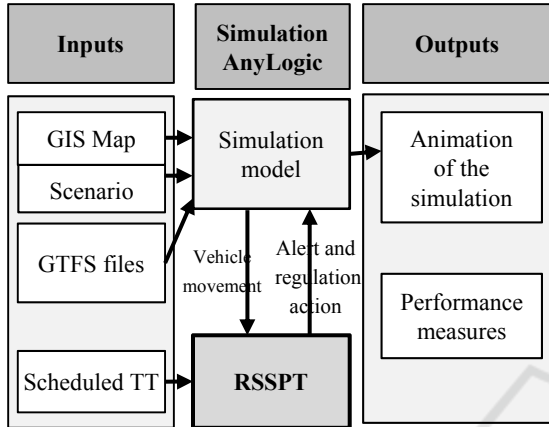 Inputs
Simulation
AnyLogic
Outputs
GIS Map
Scenario
GTFS files
Scheduled TT
Simulation
model
Vehicle
movement
Alert and
regulation
action
RSSPT
Animation
of the
simulation
Performance
measures